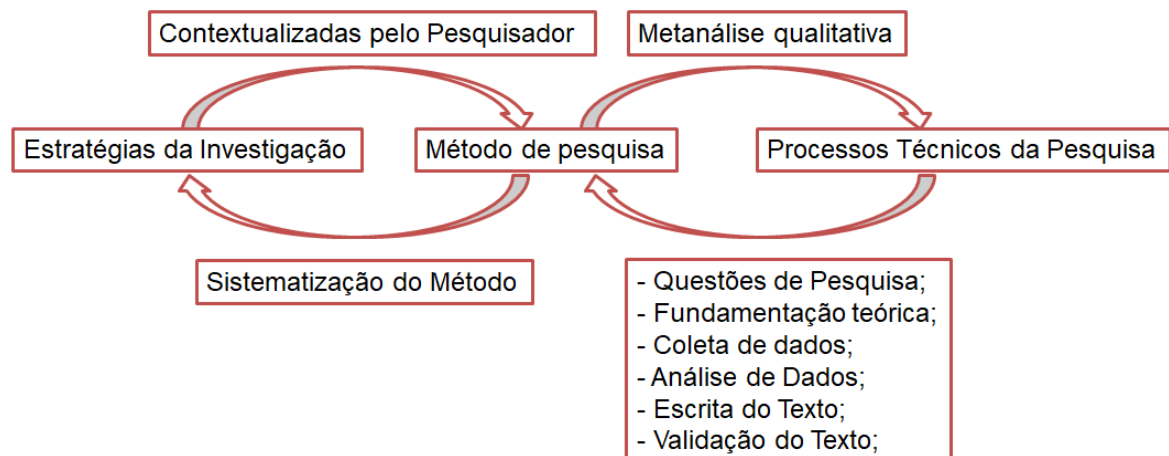 Contextualizadas pelo Pesquisador
Metanálise qualitativa
Estratégias da Investigação
Método de pesquisa
Processos Técnicos da Pesquisa
Sistematização do Método
- Questões de Pesquisa;
- Fundamentação teórica;
- Coleta de dados;
- Análise de Dados;
- Escrita do Texto;
- Validação do Texto;